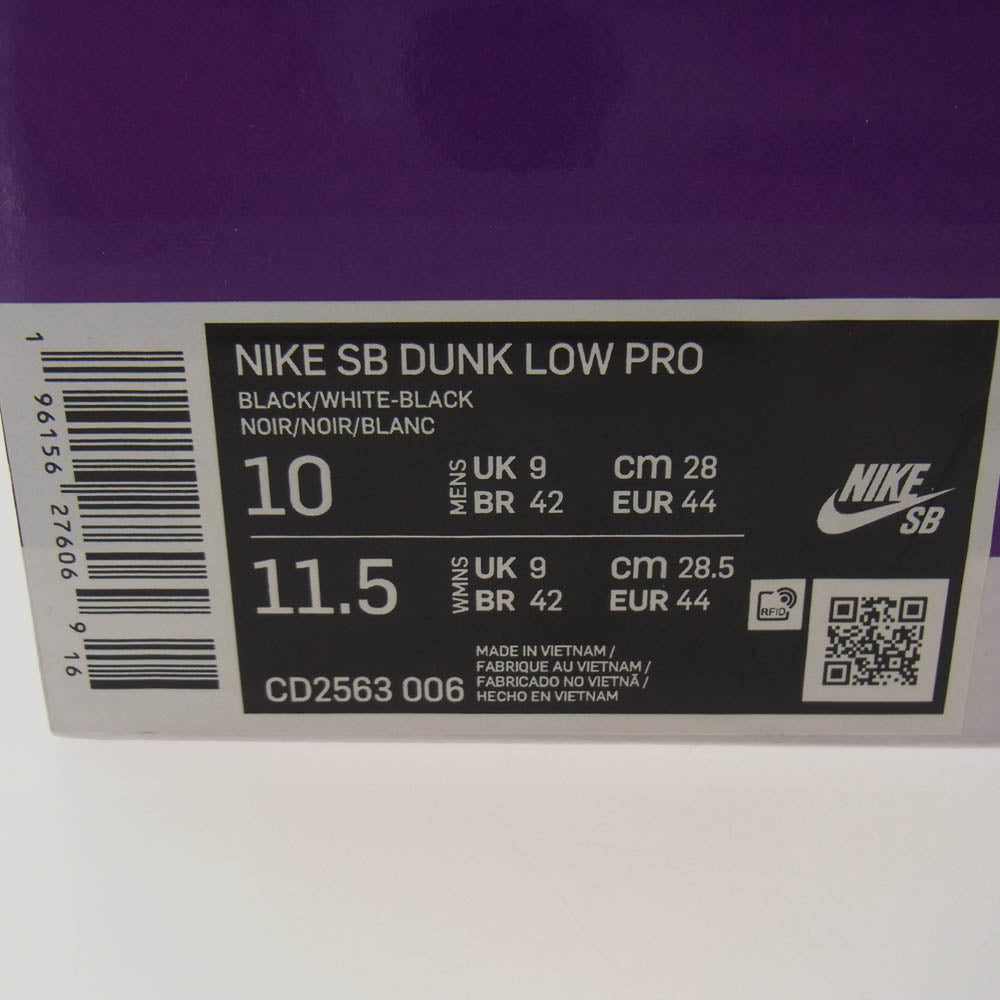 NIKE SB DUNK LOW PRO
BLACK/WHITE-BLACK
NOIR/NOIR/BLANC
10 MENS UK 9 cm 28
BR 42 EUR 44
11.5 WMNS UK 9 cm 28.5
BR 42 EUR 44
CD2563 006
MADE IN VIETNAM /
FABRIQUE AU VIETNAM /
FABRICADO NO VIETNÃ /
HECHO EN VIETNAM
NIKE
SB
RFID
1 96156 27606 9 16